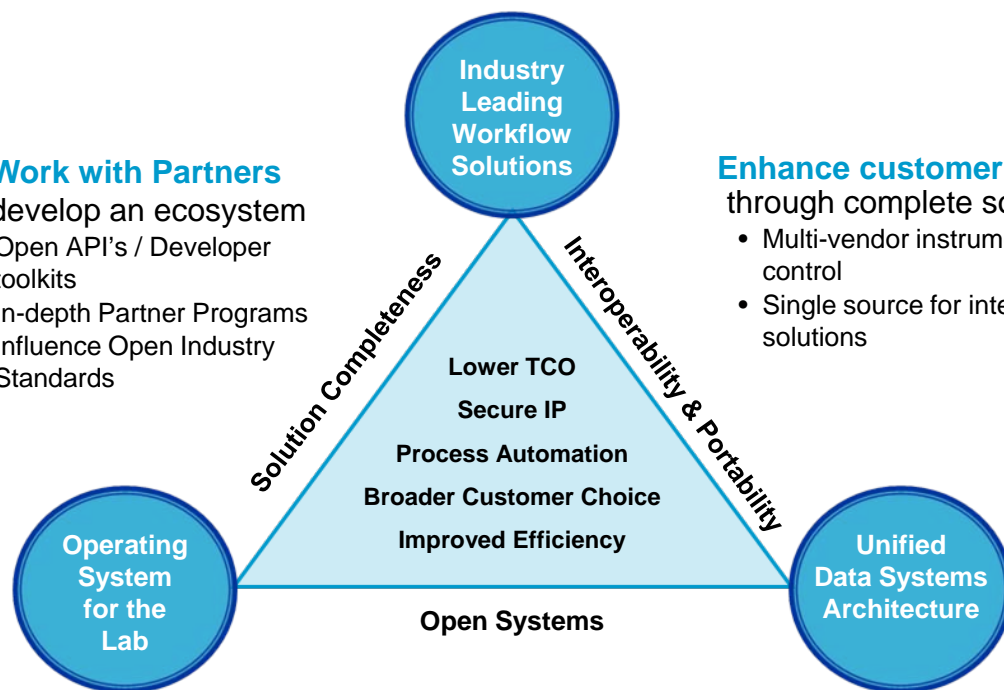 Industry
Leading
Workflow
Solutions
Work with Partners
develop an ecosystem
Open API's / Developer
toolkits
In-depth Partner Programs
Influence Open Industry
Standards
Enhance customer
through complete
• Multi-vendor
control
• Single source for
solutions
Solution Completeness
Interoperability & Portability
Lower TCO
Secure IP
Process Automation
Broader Customer Choice
Improved Efficiency
Operating
System
for the
Lab
Open Systems
Unified
Data Systems
Architecture